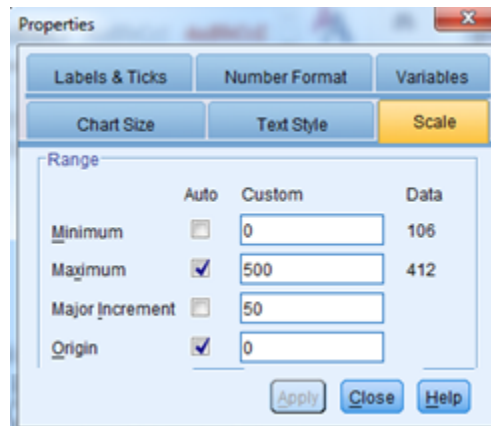 Properties
Labels & Ticks Number Format Variables
Chart Size Text Style Scale
Range
Auto Custom Data
Minimum 0 106
Maximum 500 412
Major Increment 50
Origin 0
Apply Close Help